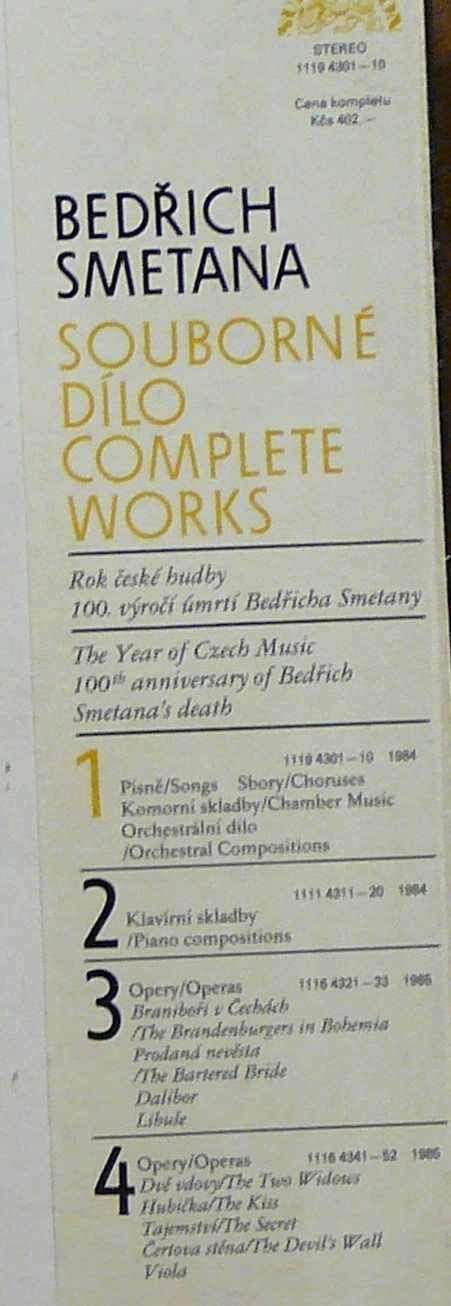 STEREO
1119 4301 – 10
Cena kompletu
Kčs 402,–
BEDŘICH
SMETANA
SOUBORNÉ
DÍLO
COMPLETE
WORKS
Rok české hudby
100. výročí úmrtí Bedřicha Smetany
The Year of Czech Music
100th anniversary of Bedřich
Smetana's death
1 1119 4301 – 10 1984
Písně/Songs Sbory/Choruses
Komorní skladby/Chamber Music
Orchestrální dílo
/Orchestral Compositions
2 1111 4311 – 20 1984
Klavírní skladby
/Piano compositions
3 Opery/Operas 1116 4321 – 33 1985
Braniboři v Čechách
/The Brandenburgers in Bohemia
Prodaná nevěsta
/The Bartered Bride
Dalibor
Libuše
4 Opery/Operas 1116 4341 – 52 1986
Dvě vdovy/The Two Widows
Hubička/The Kiss
Tajemství/The Secret
Čertova stěna/The Devil's Wall
Viola